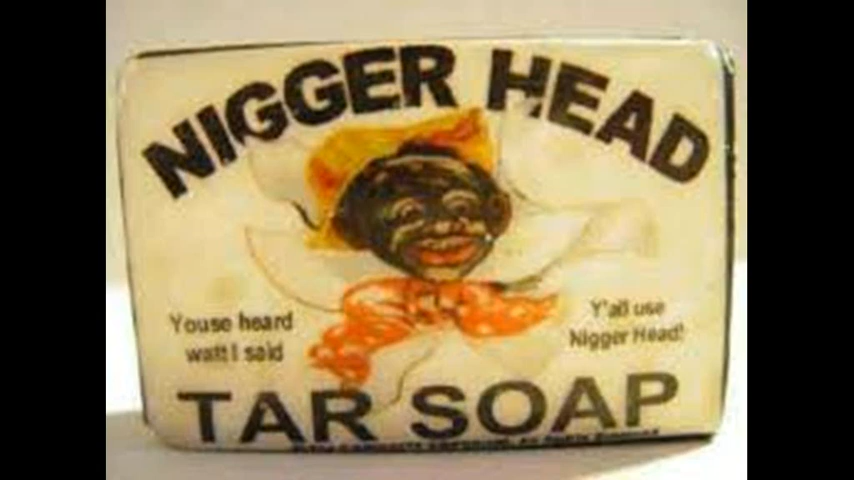 NIGGER HEAD
Youse heard
watt I said
Y'all use
Nigger Head!
TAR SOAP